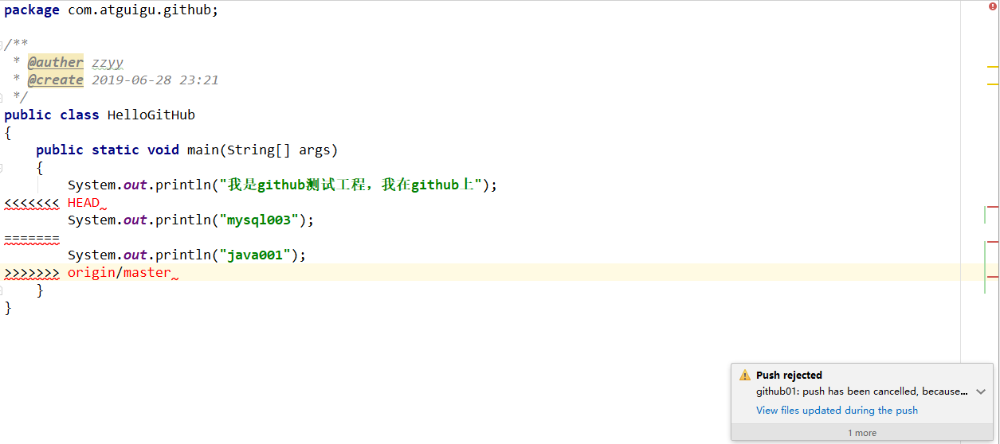 package com.atguigu.github;
/**
 * @auther zzyy
 * @create 2019-06-28 23:21
 */
public class HelloGitHub
{
    public static void main(String[] args)
    {
        System.out.println("我是github测试工程，我在github上");
<<<<<<< HEAD
        System.out.println("mysql003");
=======
        System.out.println("java001");
>>>>>>> origin/master
    }
}
Push rejected
github01: push has been cancelled, because...
View files updated during the push
1 more